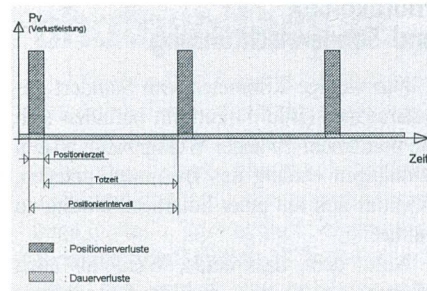 Pv
(Verlustleistung)
Zeit
Positionierzeit
Totzeit
Positionierintervall
: Positionierverluste
: Dauerverluste